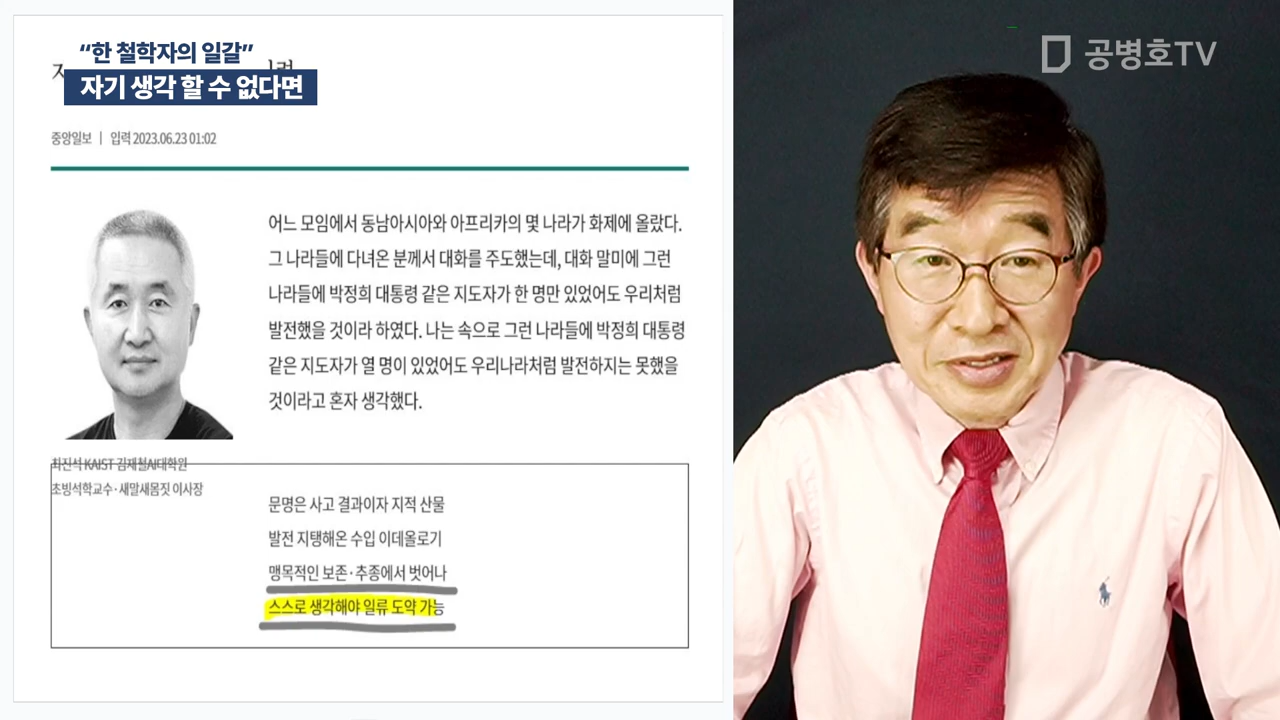 “한 철학자의 일갈”
자기 생각 할 수 없다면
공병호TV
중앙일보 | 입력 2023.06.23 01:02
어느 모임에서 동남아시아와 아프리카의 몇 나라가 화제에 올랐다.
그 나라들에 다녀온 분께서 대화를 주도했는데, 대화 말미에 그런
나라들에 박정희 대통령 같은 지도자가 한 명만 있었어도 우리처럼
발전했을 것이라 하였다. 나는 속으로 그런 나라들에 박정희 대통령
같은 지도자가 열 명이 있었어도 우리나라처럼 발전하지는 못했을
것이라고 혼자 생각했다.
최진석 KAIST 김재철AI대학원
초빙석학교수·새말새몸짓 이사장
문명은 사고 결과이자 지적 산물
발전 지탱해온 수입 이데올로기
맹목적인 보존·추종에서 벗어나
스스로 생각해야 일류 도약 가능